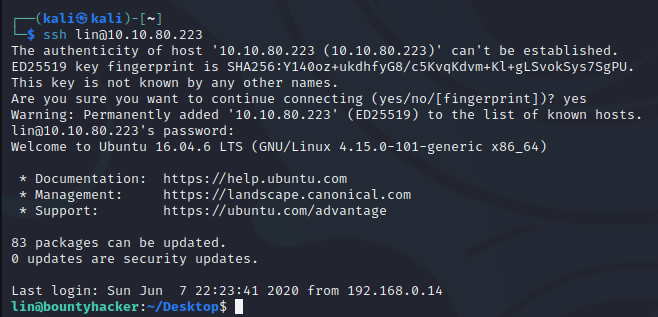 ┌──(kali㉿kali)-[~]
└─$ ssh lin@10.10.80.223
The authenticity of host '10.10.80.223 (10.10.80.223)' can't be established.
ED25519 key fingerprint is SHA256:Y140oz+ukdhfyG8/c5KvqKdvm+Kl+gLSvokSys7SgPU.
This key is not known by any other names.
Are you sure you want to continue connecting (yes/no/[fingerprint])? yes
Warning: Permanently added '10.10.80.223' (ED25519) to the list of known hosts.
lin@10.10.80.223's password:
Welcome to Ubuntu 16.04.6 LTS (GNU/Linux 4.15.0-101-generic x86_64)
* Documentation:  https://help.ubuntu.com
* Management:     https://landscape.canonical.com
* Support:        https://ubuntu.com/advantage
83 packages can be updated.
0 updates are security updates.
Last login: Sun Jun  7 22:23:41 2020 from 192.168.0.14
lin@bountyhacker:~/Desktop$